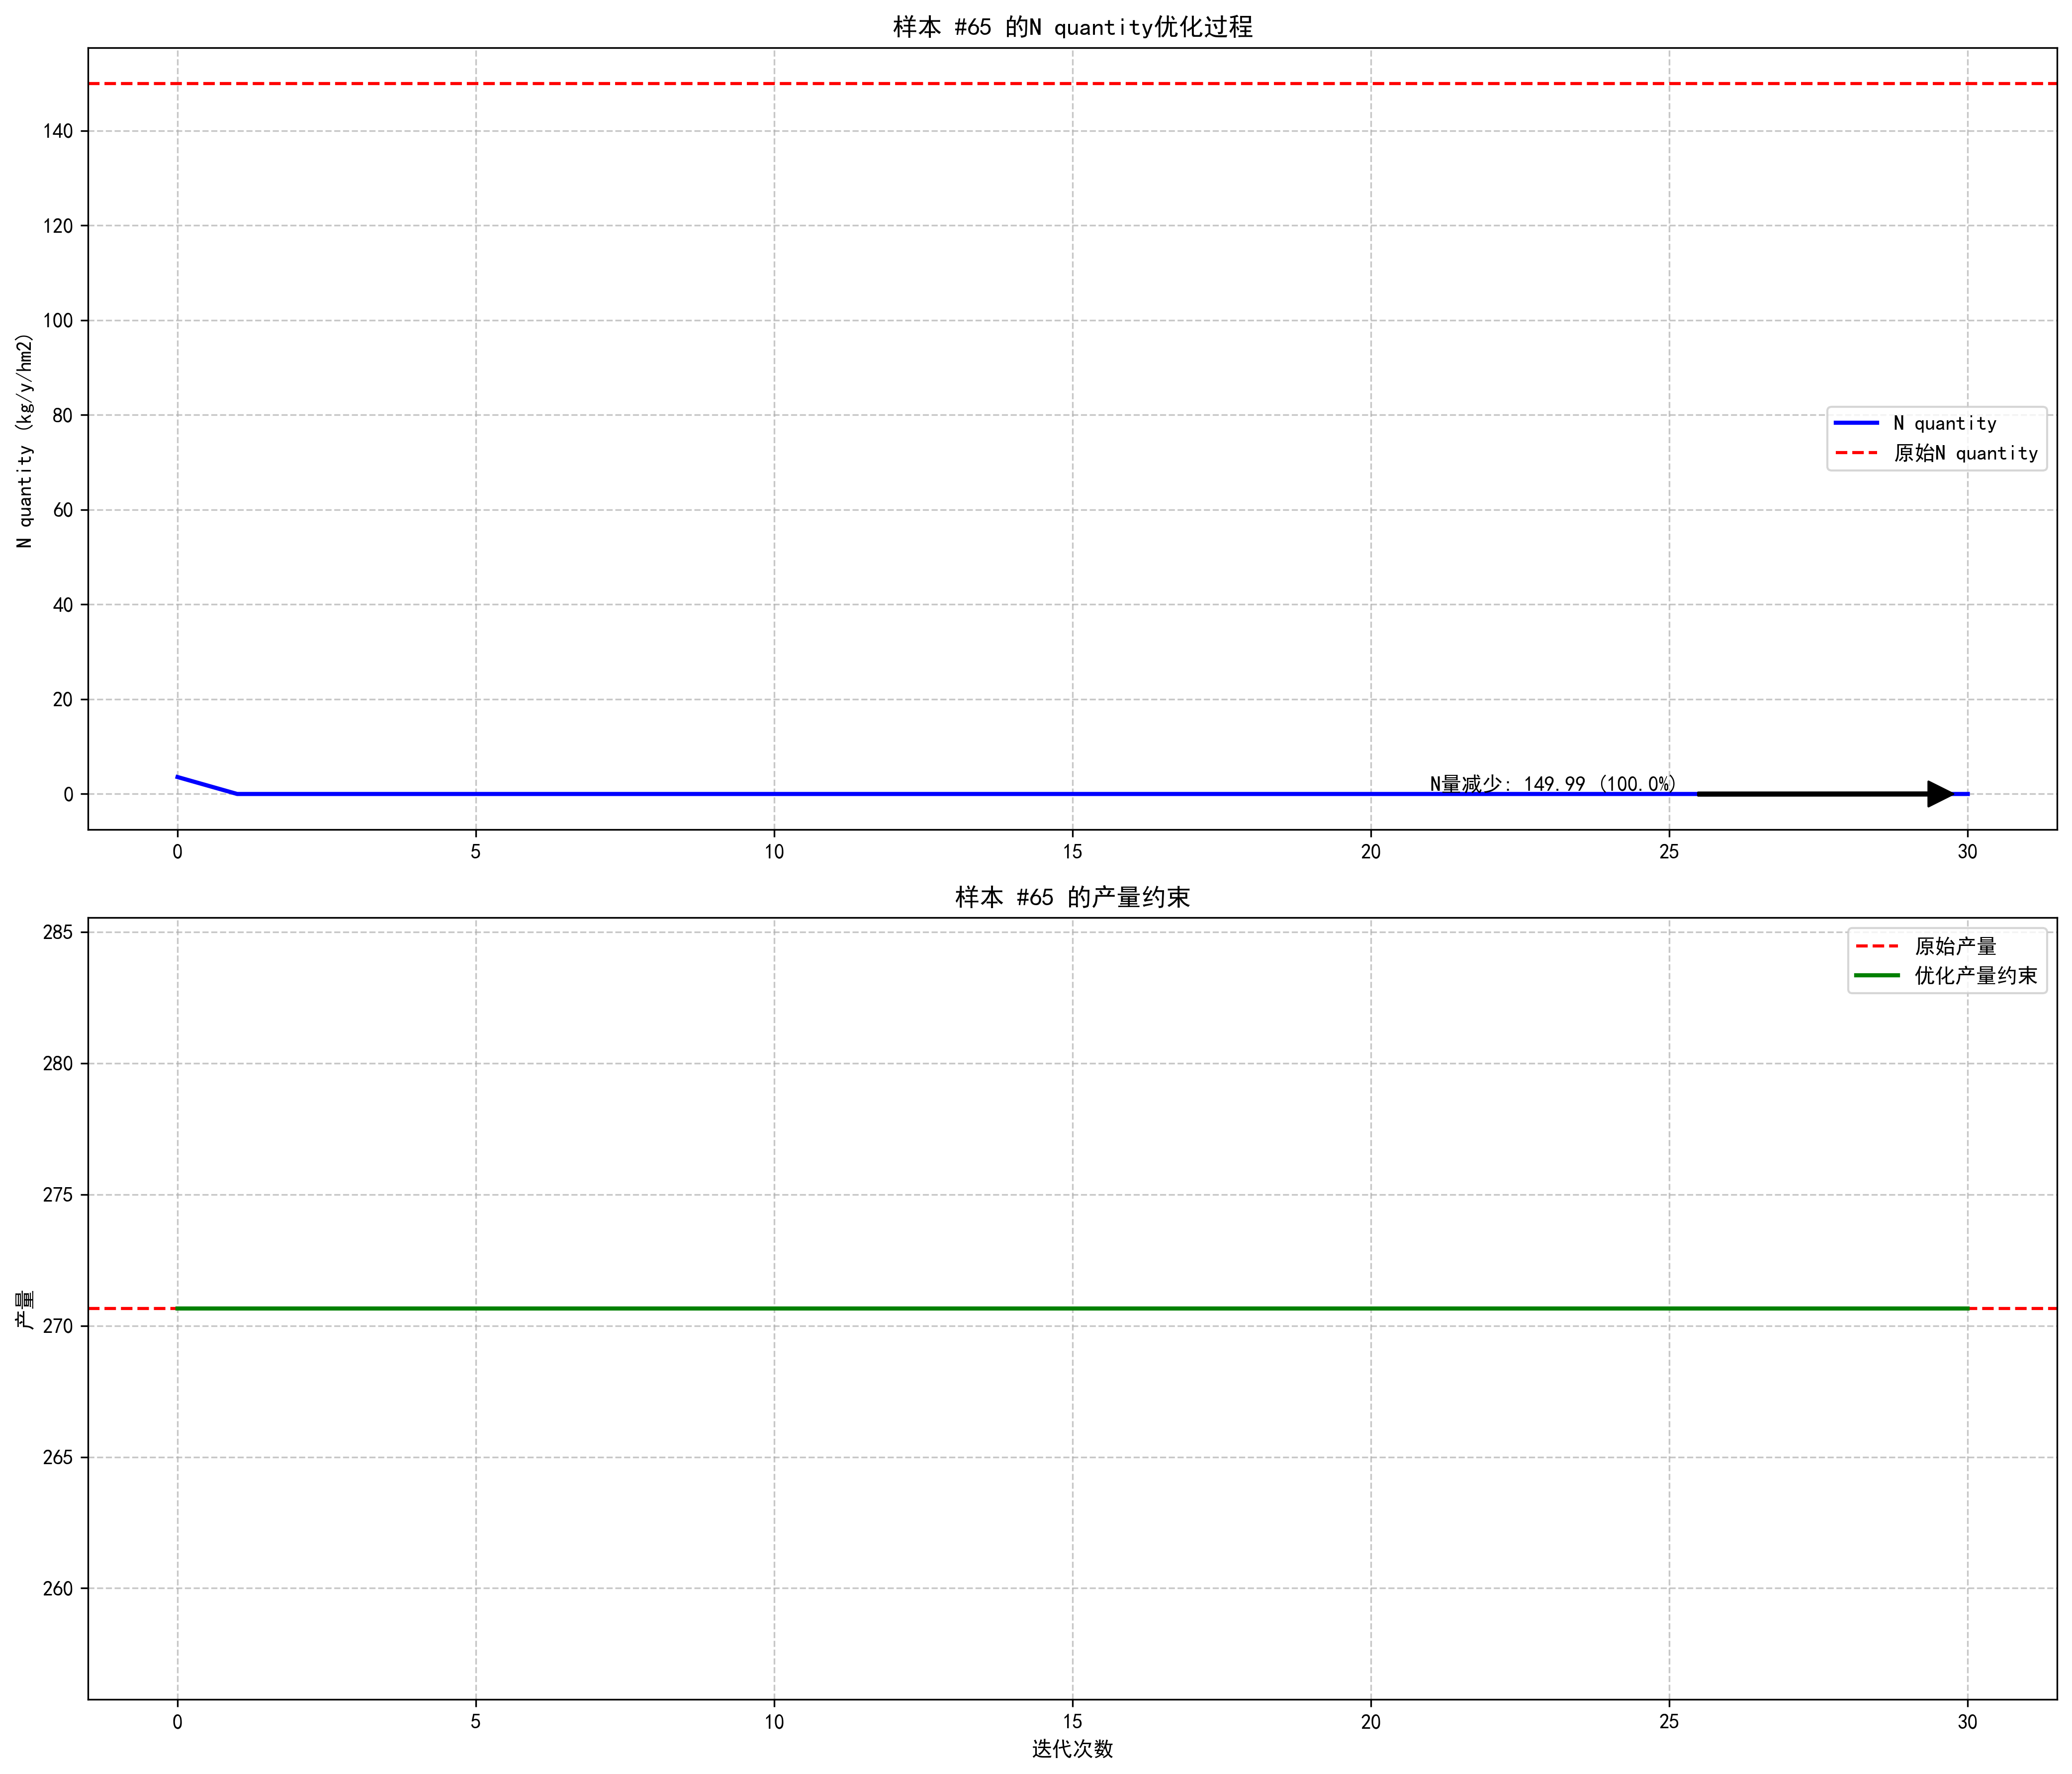 样本 #65 的N quantity优化过程
N quantity (kg/y/hm2)
140
120
100
80
60
40
20
0
N quantity
原始N quantity
N量减少: 149.99 (100.0%)
0 5 10 15 20 25 30
样本 #65 的产量约束
产量
285
280
275
270
265
260
原始产量
优化产量约束
0 5 10 15 20 25 30
迭代次数